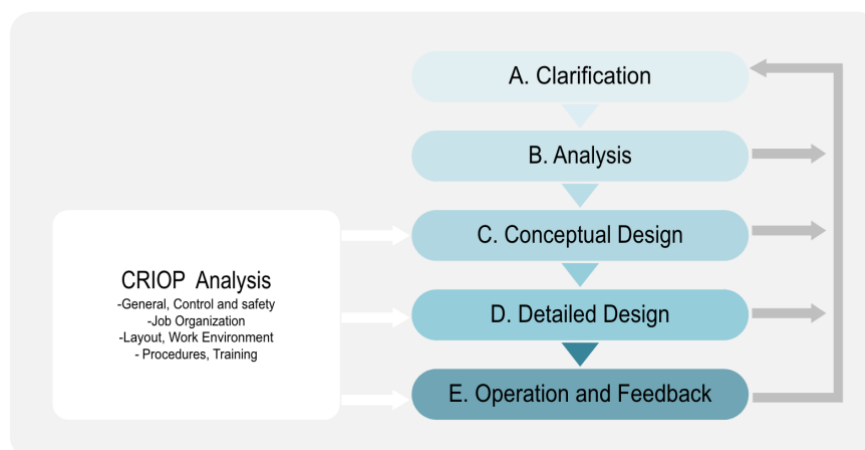 A. Clarification
B. Analysis
C. Conceptual Design
D. Detailed Design
E. Operation and Feedback
CRIOP Analysis
-General, Control and safety
-Job Organization
-Layout, Work Environment
- Procedures, Training